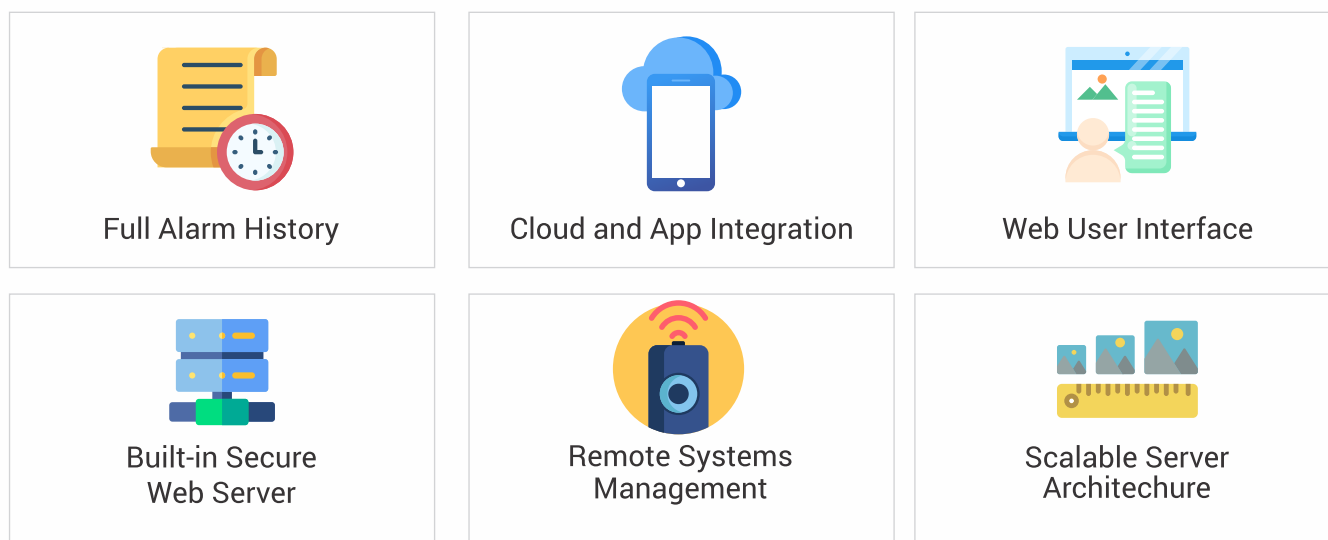 Full Alarm History
Cloud and App Integration
Web User Interface
Built-in Secure
Web Server
Remote Systems
Management
Scalable Server
Architechure